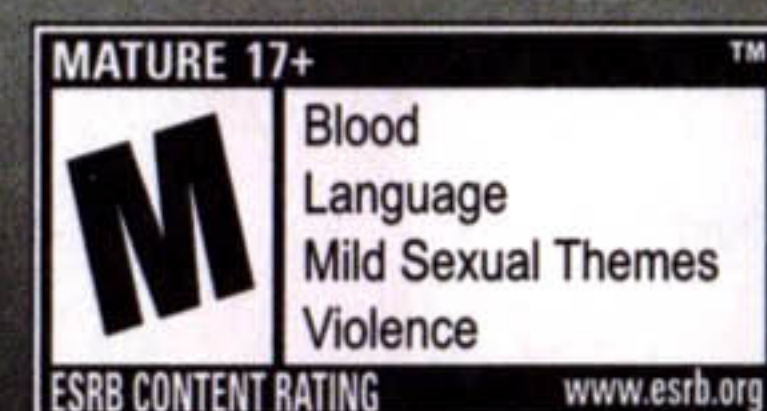 MATURE 17+ TM
M
Blood
Language
Mild Sexual Themes
Violence
ESRB CONTENT RATING www.esrb.org